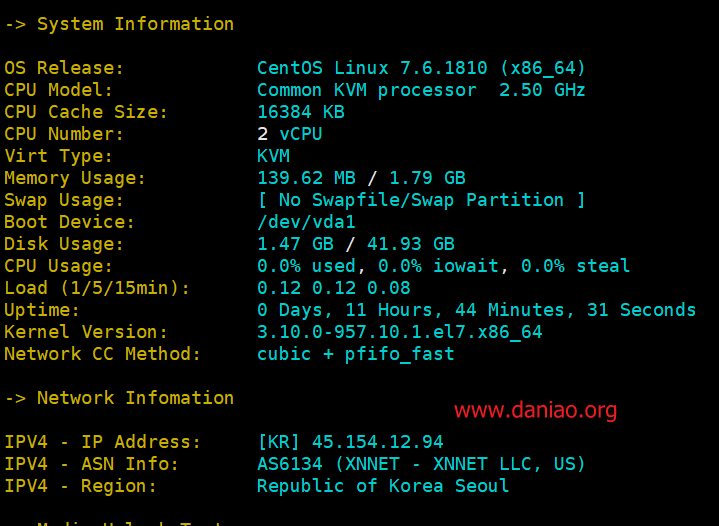 -> System Information
OS Release: CentOS Linux 7.6.1810 (x86_64)
CPU Model: Common KVM processor  2.50 GHz
CPU Cache Size: 16384 KB
CPU Number: 2 vCPU
Virt Type: KVM
Memory Usage: 139.62 MB / 1.79 GB
Swap Usage: [ No Swapfile/Swap Partition ]
Boot Device: /dev/vda1
Disk Usage: 1.47 GB / 41.93 GB
CPU Usage: 0.0% used, 0.0% iowait, 0.0% steal
Load (1/5/15min): 0.12 0.12 0.08
Uptime: 0 Days, 11 Hours, 44 Minutes, 31 Seconds
Kernel Version: 3.10.0-957.10.1.el7.x86_64
Network CC Method: cubic + pfifo_fast
-> Network Infomation
www.daniao.org
IPV4 - IP Address: [KR] 45.154.12.94
IPV4 - ASN Info: AS6134 (XNNET - XNNET LLC, US)
IPV4 - Region: Republic of Korea Seoul